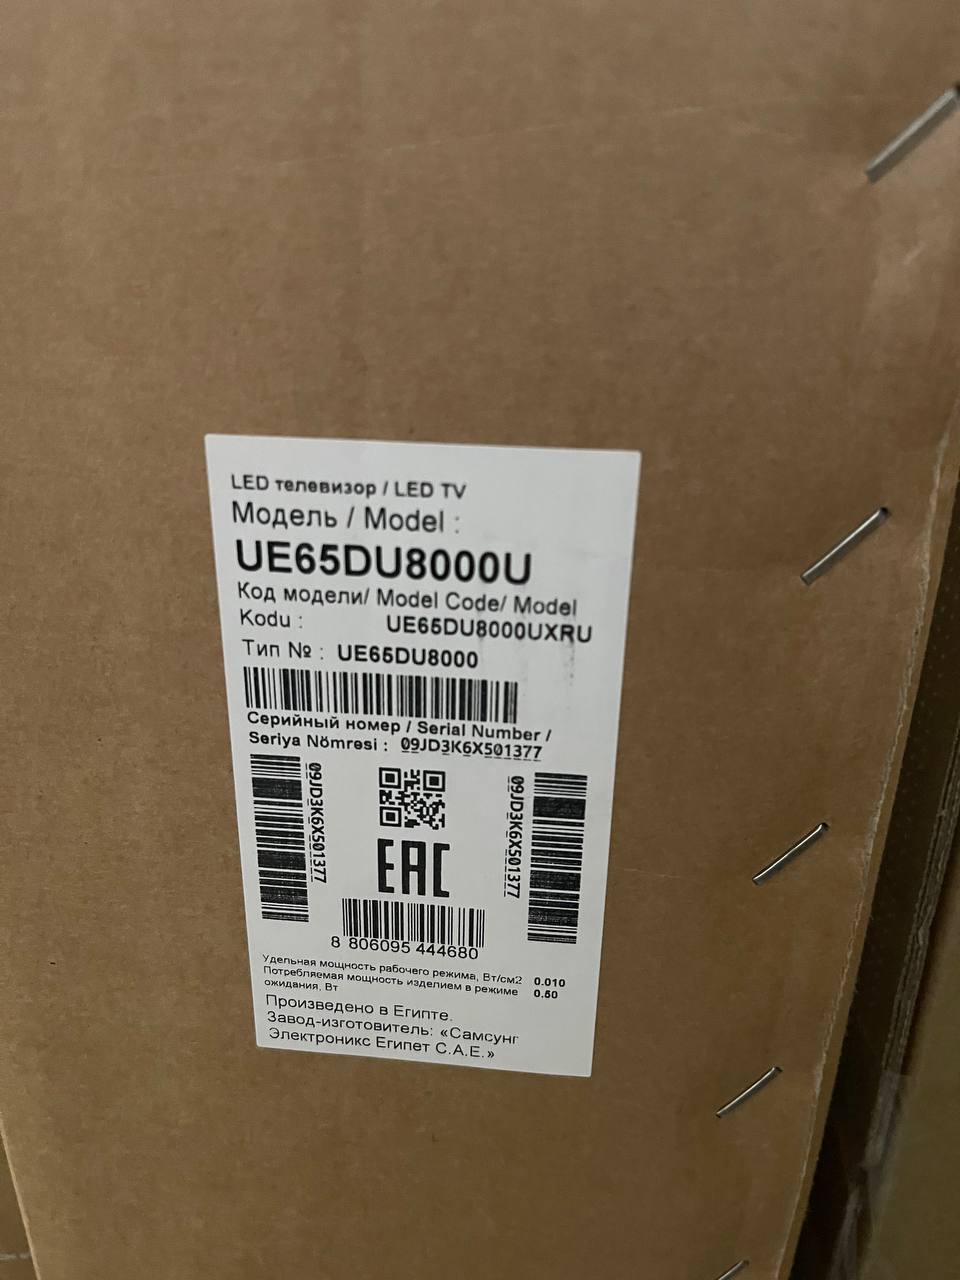 LED телевизор / LED TV
Модель / Model :
UE65DU8000U
Код модели/ Model Code/ Model
Kodu : UE65DU8000UXRU
Тип № : UE65DU8000
Серийный номер / Serial Number /
Seriya Nömrəsi : 09JD3K6X501377
09JD3K6X501377
09JD3K6X501377
EAC
8 806095 444680
Удельная мощность рабочего режима, Вт/см2 0.010
Потребляемая мощность изделием в режиме
ожидания, Вт 0.50
Произведено в Египте.
Завод-изготовитель: «Самсунг
Электроникс Египет С.А.Е.»